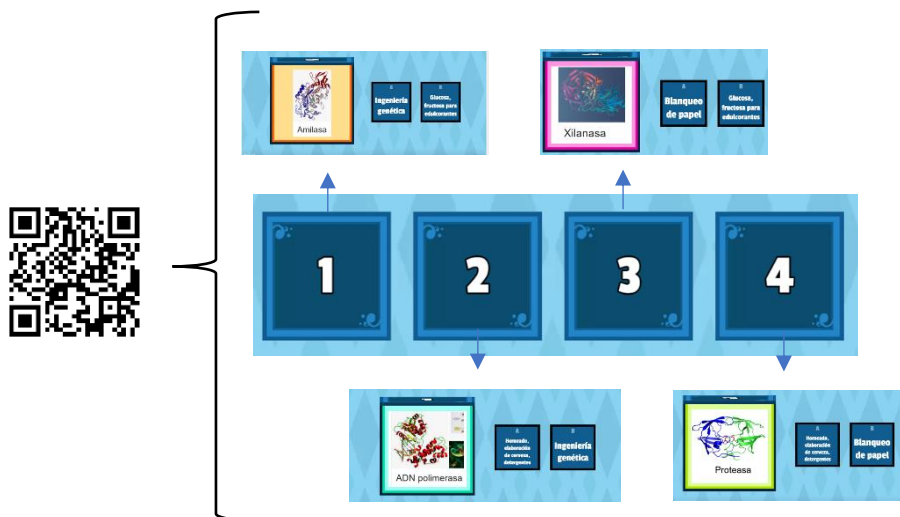 A
B
Ingeniería
genética
Glucosa,
fructosa para
edulcorantes
Amilasa
A
B
Blanqueo
de papel
Glucosa,
fructosa para
edulcorantes
Xilanasa
1
2
3
4
A
B
Horneado,
elaboración
de cerveza,
detergentes
Ingeniería
genética
ADN polimerasa
A
B
Horneado,
elaboración
de cerveza,
detergentes
Blanqueo
de papel
Proteasa